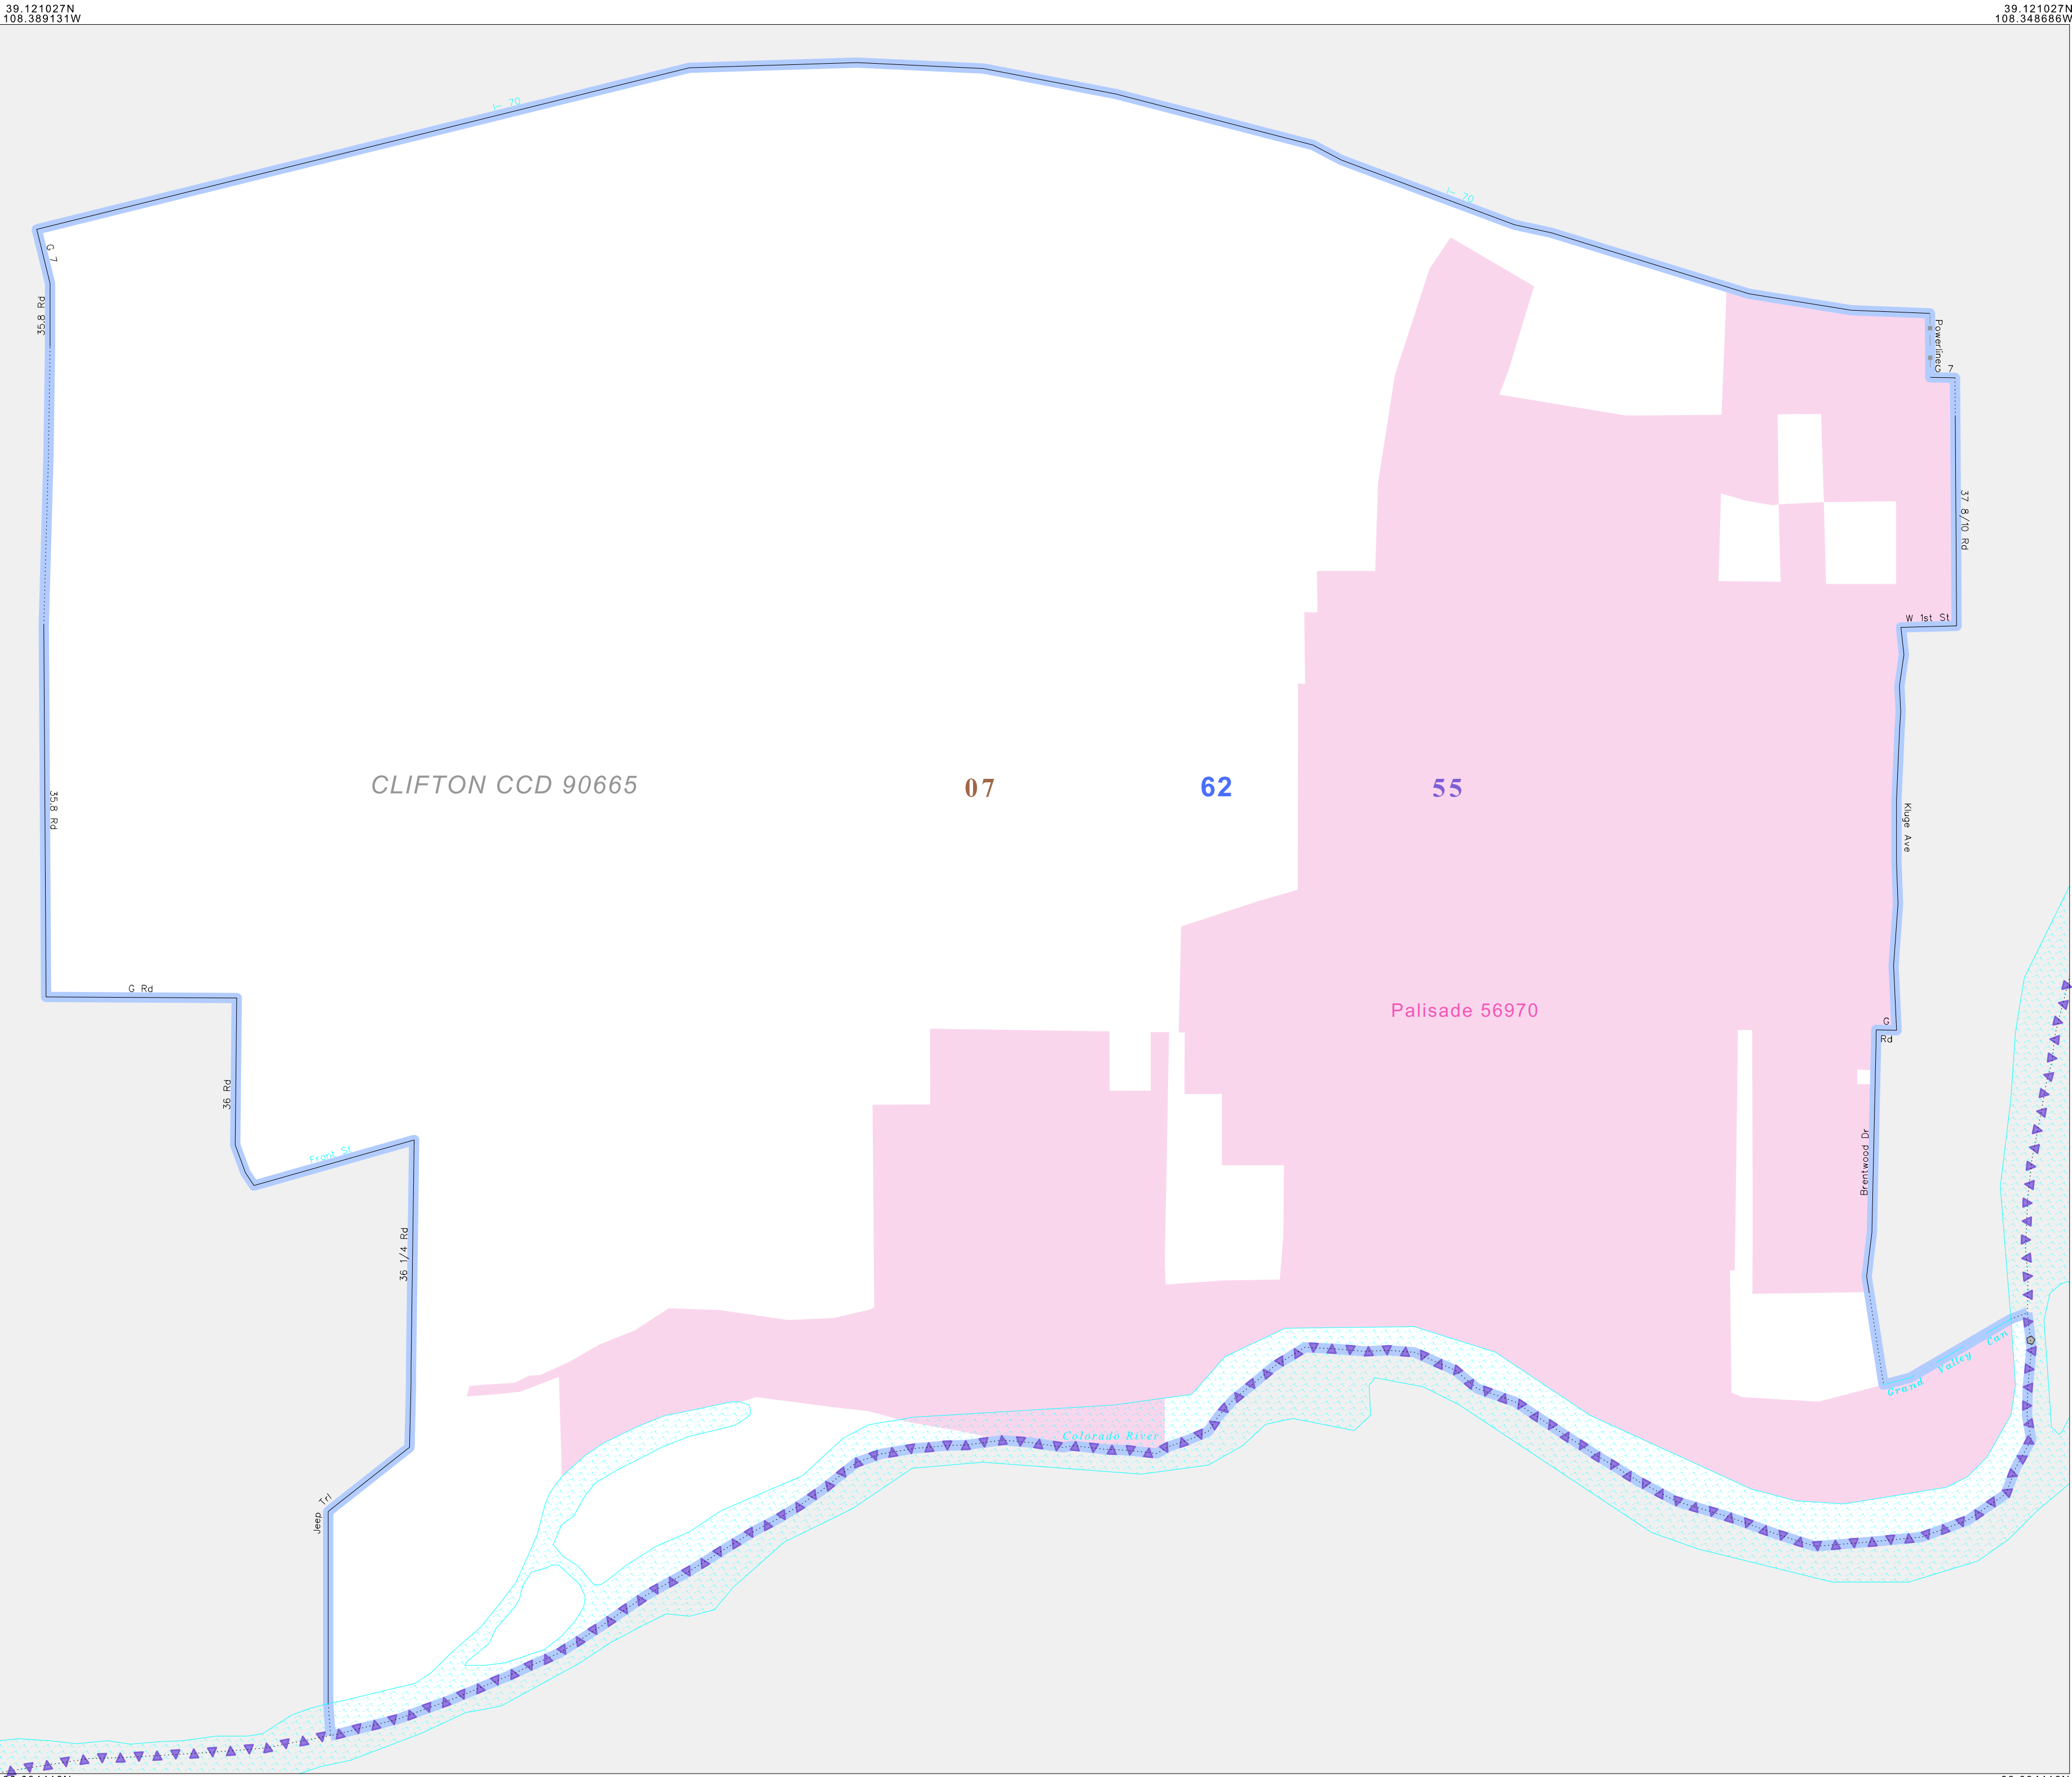 39.121027N
108.389131W
39.121027N
108.348686W
I- 70
I- 70
G 7
35.8 Rd
Powerline
G 7
37 8/10 Rd
W 1st St
CLIFTON CCD 90665
07
62
55
35.8 Rd
Kluge Ave
G Rd
Palisade 56970
G
Rd
36 Rd
Front St
Brentwood Dr
36 1/4 Rd
Grand Valley Can
Colorado River
Jeep Trl